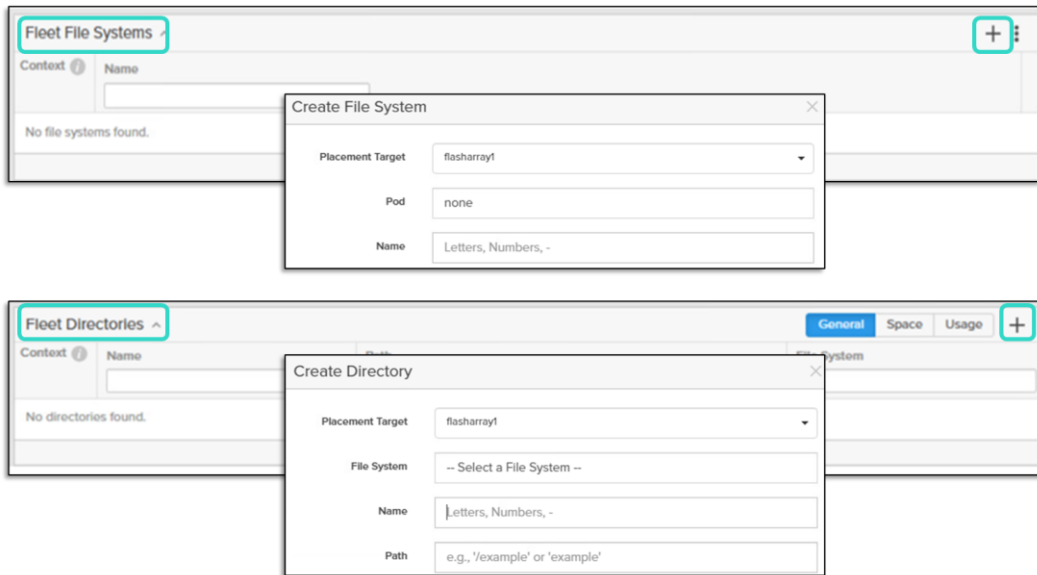 Fleet File Systems
Context Name
No file systems found.
Create File System
Placement Target flasharray1
Pod none
Name Letters, Numbers, -
Fleet Directories General Space Usage
Context Name Path File System
No directories found.
Create Directory
Placement Target flasharray1
File System -- Select a File System --
Name Letters, Numbers, -
Path e.g., '/example' or 'example'